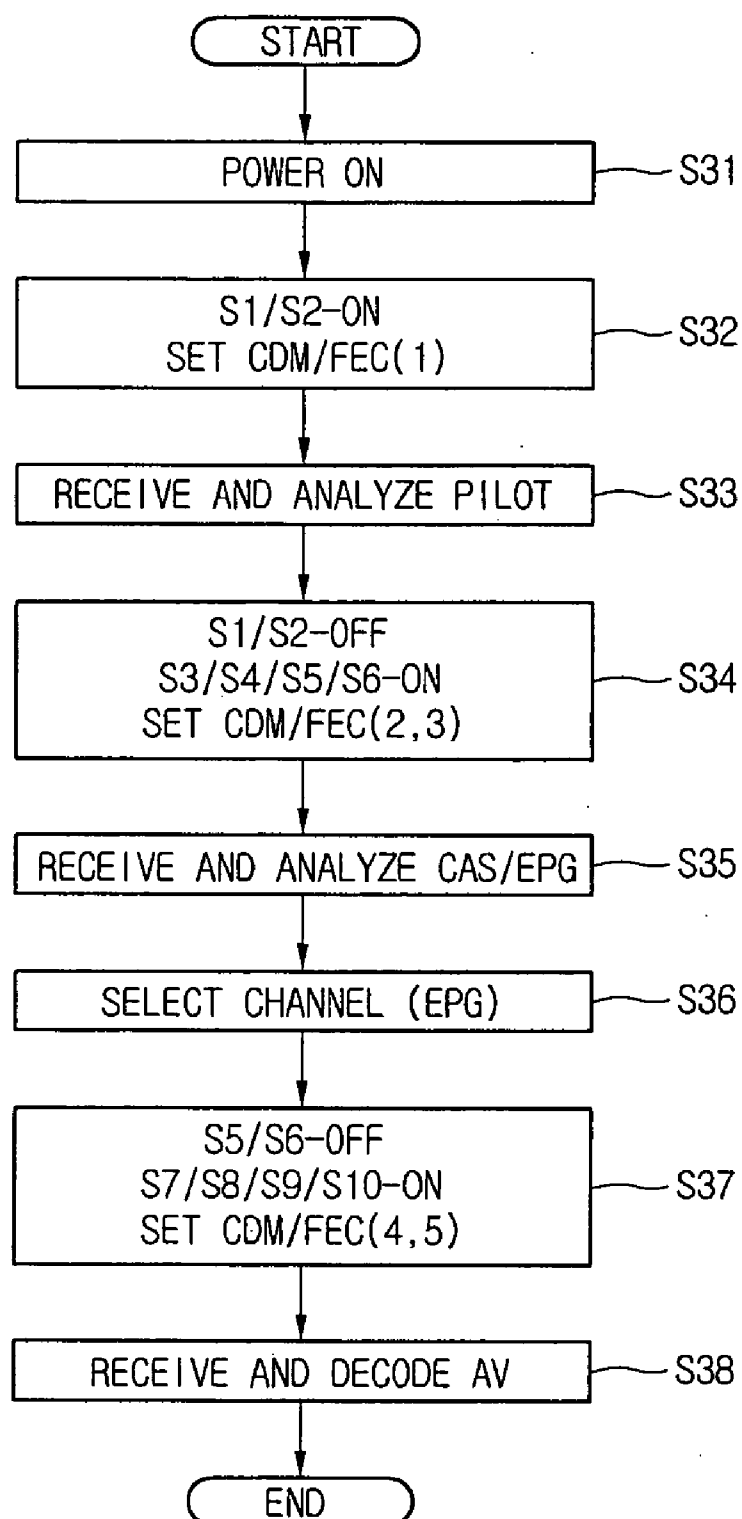 START
POWER ON
S31
S1/S2-ON
SET CDM/FEC(1)
S32
RECEIVE AND ANALYZE PILOT
S33
S1/S2-OFF
S3/S4/S5/S6-ON
SET CDM/FEC(2,3)
S34
RECEIVE AND ANALYZE CAS/EPG
S35
SELECT CHANNEL (EPG)
S36
S5/S6-OFF
S7/S8/S9/S10-ON
SET CDM/FEC(4,5)
S37
RECEIVE AND DECODE AV
S38
END